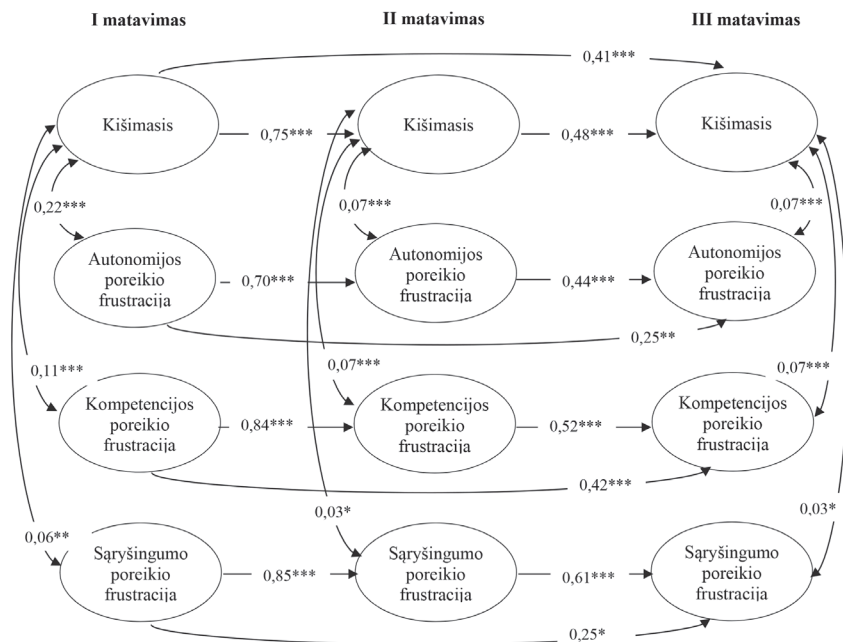 I matavimas II matavimas III matavimas
0,41***
Kišimasis Kišimasis Kišimasis
0,75*** 0,48***
0,22*** 0,07*** 0,07***
Autonomijos
poreikio
frustracija
Autonomijos
poreikio
frustracija
Autonomijos
poreikio
frustracija
0,70*** 0,44***
0,25**
0,11*** 0,07*** 0,07***
Kompetencijos
poreikio
frustracija
Kompetencijos
poreikio
frustracija
Kompetencijos
poreikio
frustracija
0,84*** 0,52***
0,42***
0,06** 0,03* 0,03*
Sąryšingumo
poreikio
frustracija
Sąryšingumo
poreikio
frustracija
Sąryšingumo
poreikio
frustracija
0,85*** 0,61***
0,25*